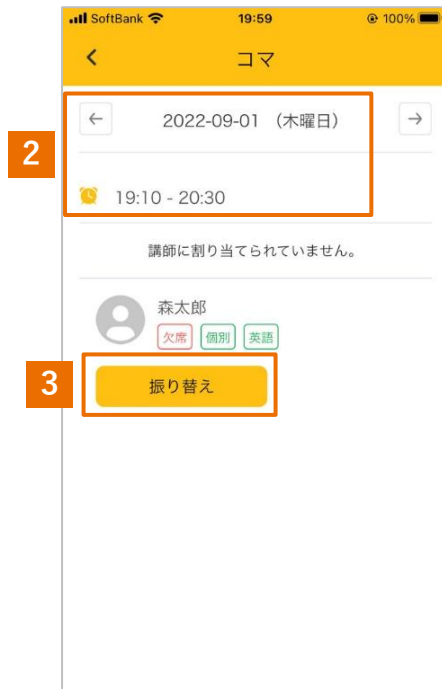 SoftBank 19:59 100%
コマ
2022-09-01 （木曜日）
2
19:10 - 20:30
講師に割り当てられていません。
森太郎
欠席 個別 英語
3
振り替え